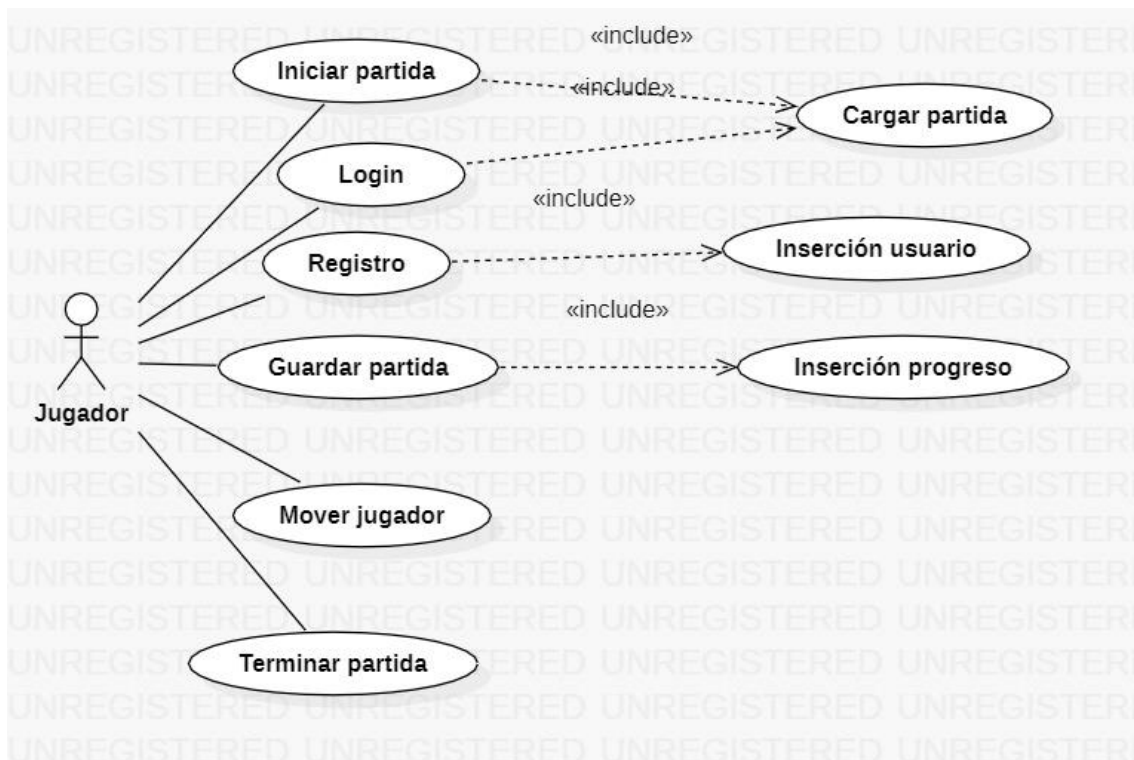 «include»
Iniciar partida
«include»
Cargar partida
Login
«include»
Registro
Inserción usuario
«include»
Guardar partida
Inserción progreso
Jugador
Mover jugador
Terminar partida
UNREGISTERED